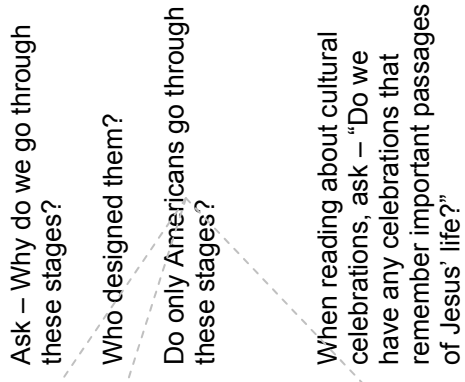 Ask – Why do we go through
these stages?
Who designed them?
Do only Americans go through
these stages?
When reading about cultural
celebrations, ask – “Do we
have any celebrations that
remember important passages
of Jesus’ life?”